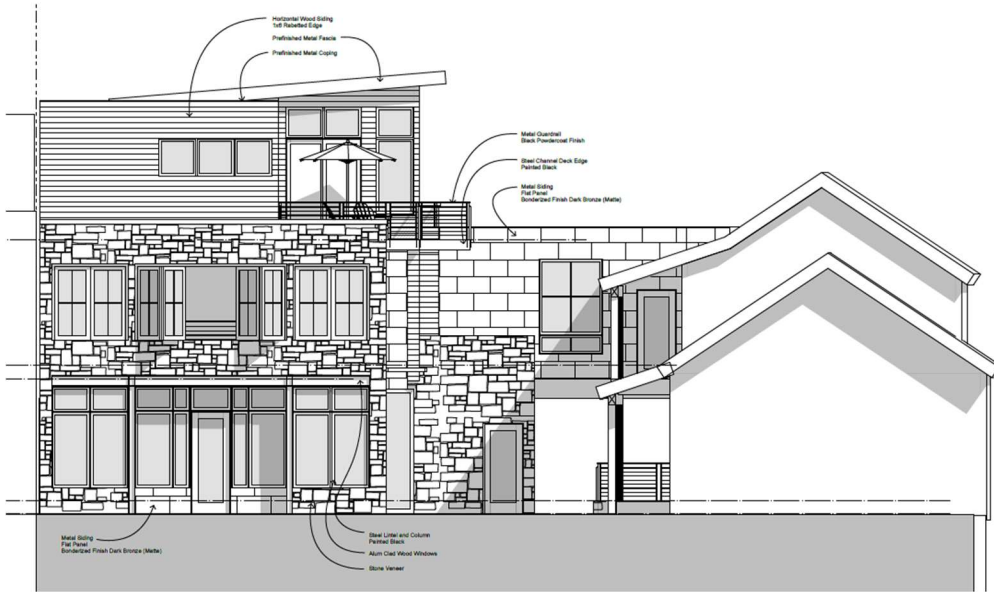 Horizontal Wood Siding
1x6 Rabetted Edge
Prefinished Metal Fascia
Prefinished Metal Coping
Metal Guardrail
Black Powdercoat Finish
Steel Channel Deck Edge
Painted Black
Metal Siding
Flat Panel
Bonderized Finish Dark Bronze (Matte)
Metal Siding
Flat Panel
Bonderized Finish Dark Bronze (Matte)
Steel Lintel and Column
Painted Black
Alum Clad Wood Windows
Stone Veneer